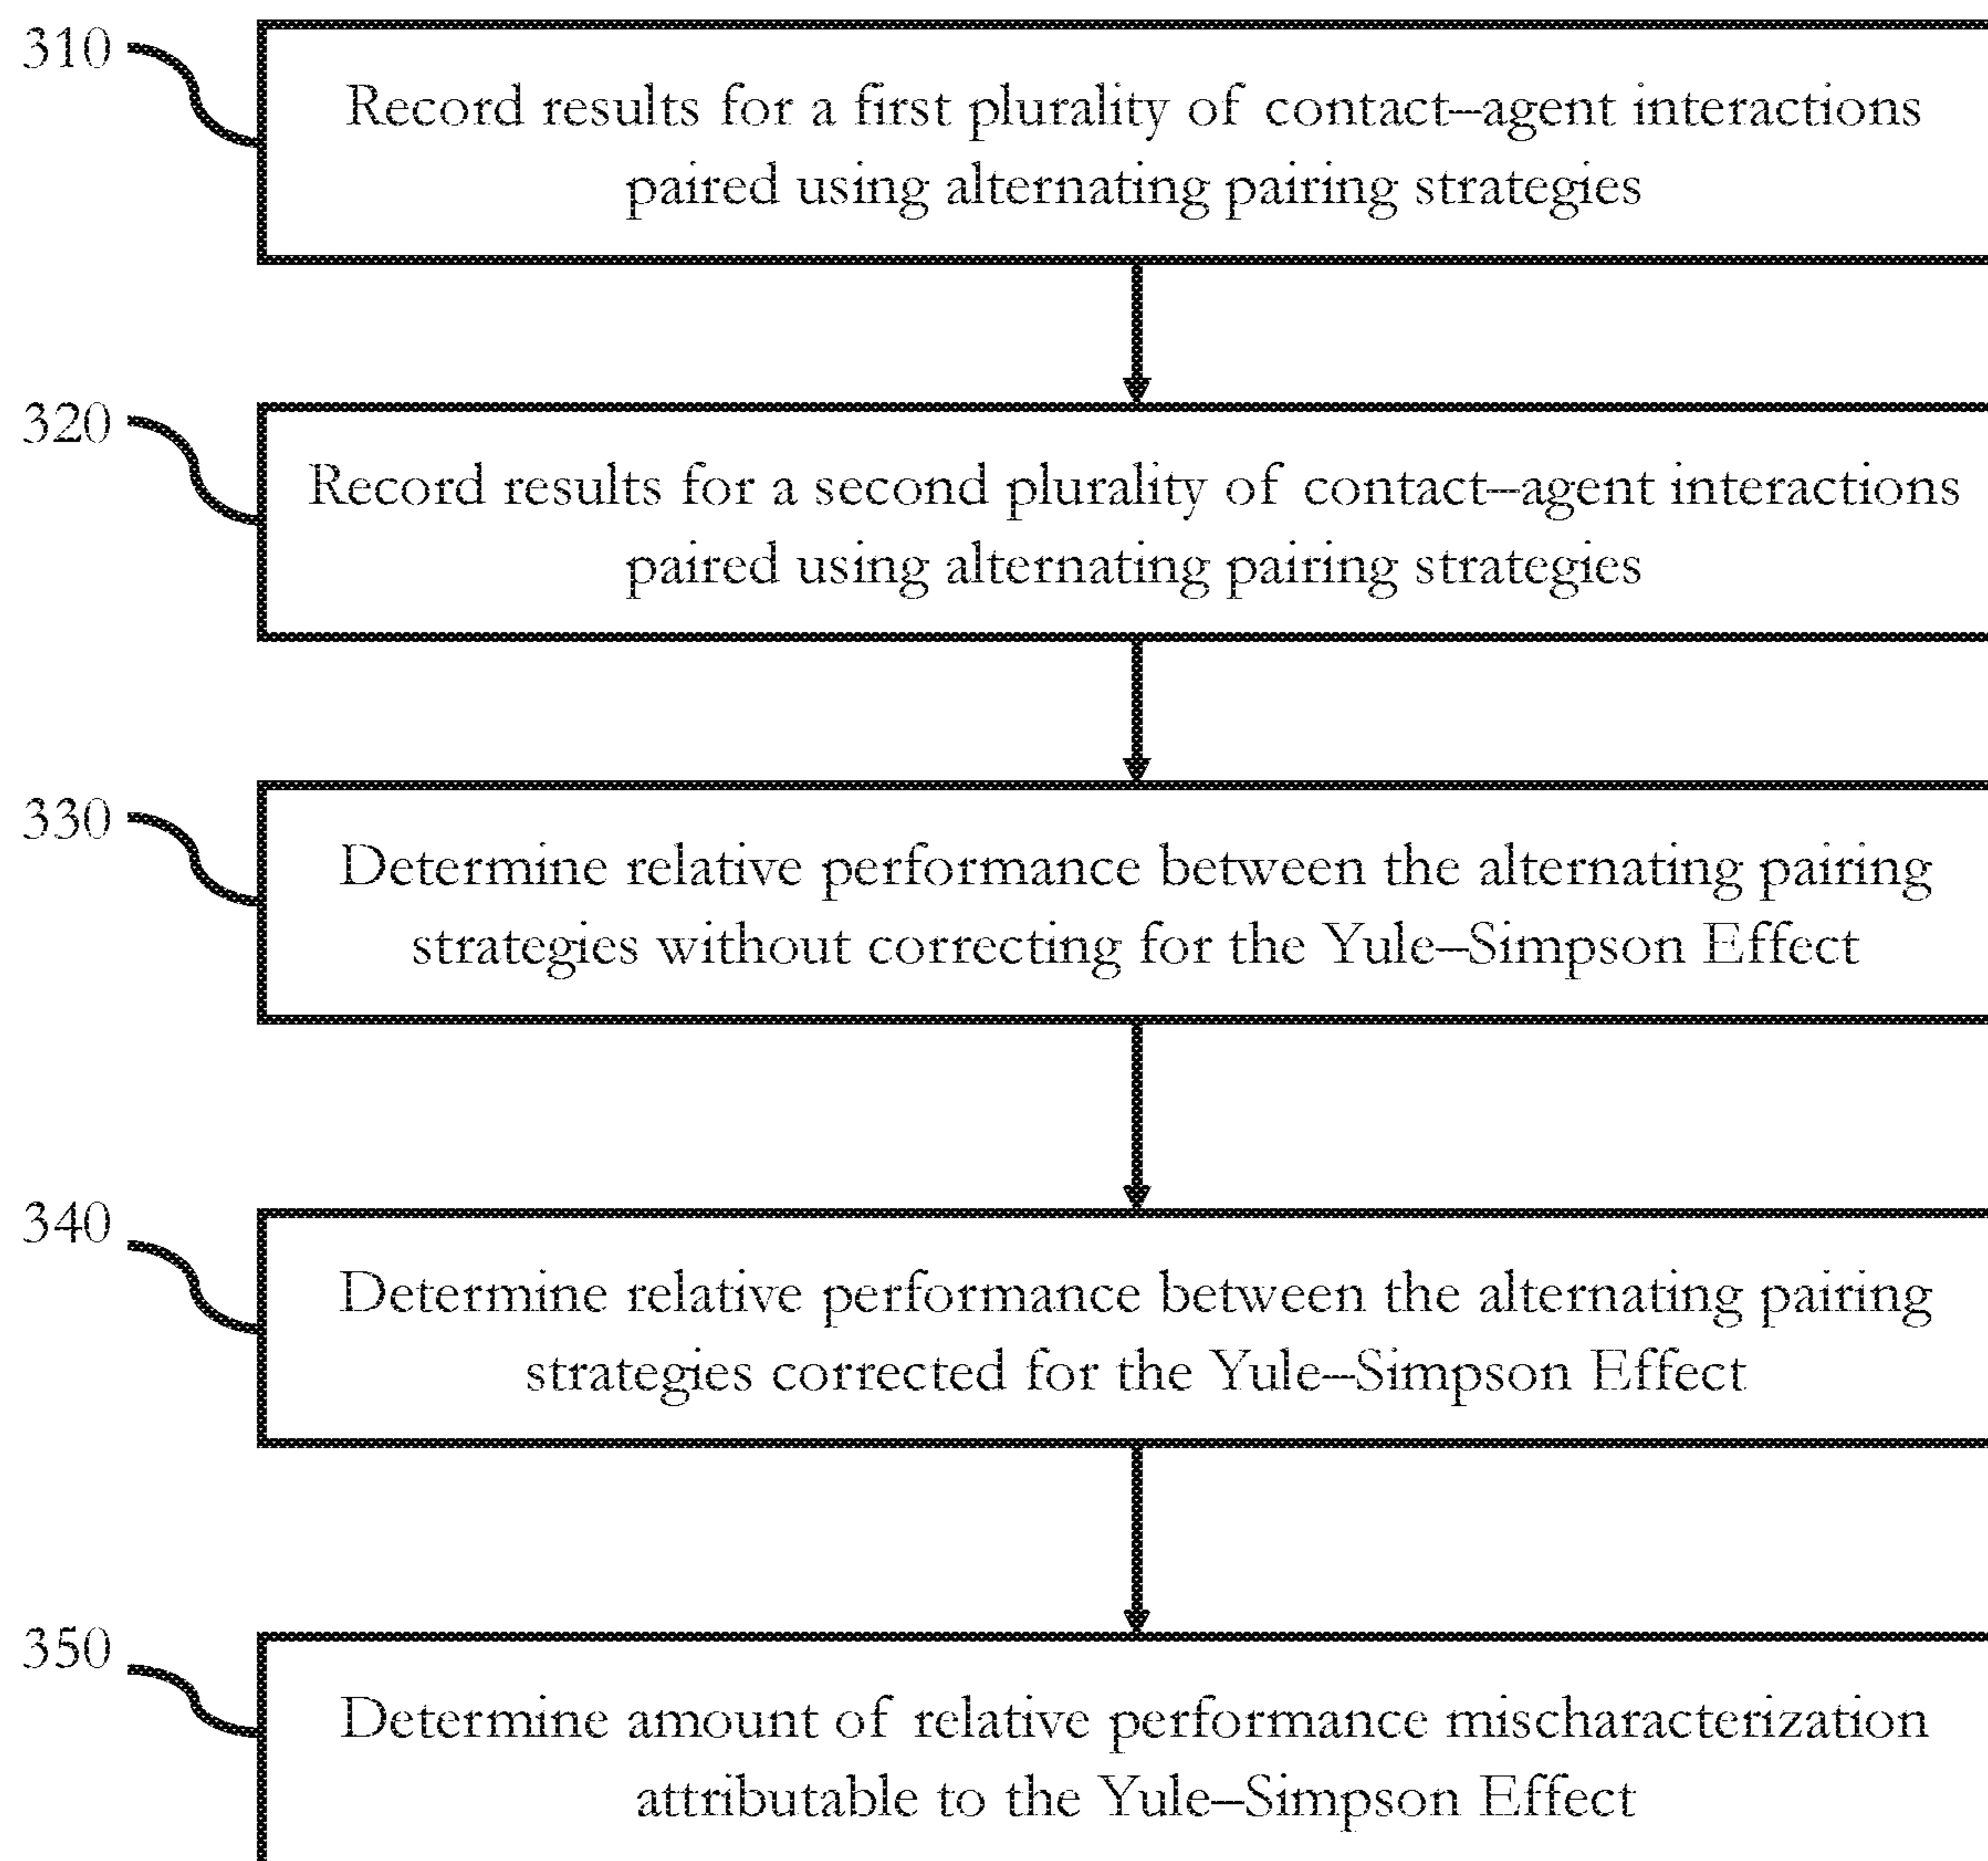 310
Record results for a first plurality of contact–agent interactions
paired using alternating pairing strategies
320
Record results for a second plurality of contact–agent interactions
paired using alternating pairing strategies
330
Determine relative performance between the alternating pairing
strategies without correcting for the Yule–Simpson Effect
340
Determine relative performance between the alternating pairing
strategies corrected for the Yule–Simpson Effect
350
Determine amount of relative performance mischaracterization
attributable to the Yule–Simpson Effect